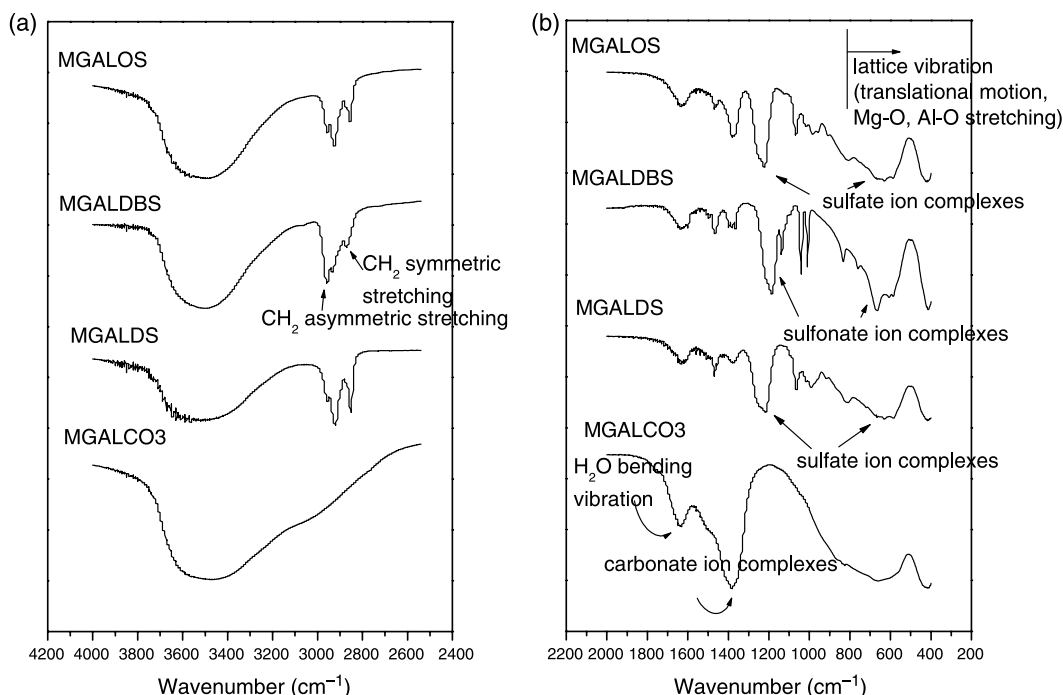 (a)
MGALOS
MGALDBS
CH₂ symmetric
stretching
CH₂ asymmetric stretching
MGALDS
MGALCO3
4200 4000 3800 3600 3400 3200 3000 2800 2600 2400
Wavenumber (cm⁻¹)
(b)
MGALOS
lattice vibration
(translational motion,
Mg-O, Al-O stretching)
sulfate ion complexes
MGALDBS
sulfonate ion complexes
MGALDS
sulfate ion complexes
MGALCO3
H₂O bending
vibration
carbonate ion complexes
2000 2200 1800 1600 1400 1200 1000 800 600 400 200
Wavenumber (cm⁻¹)